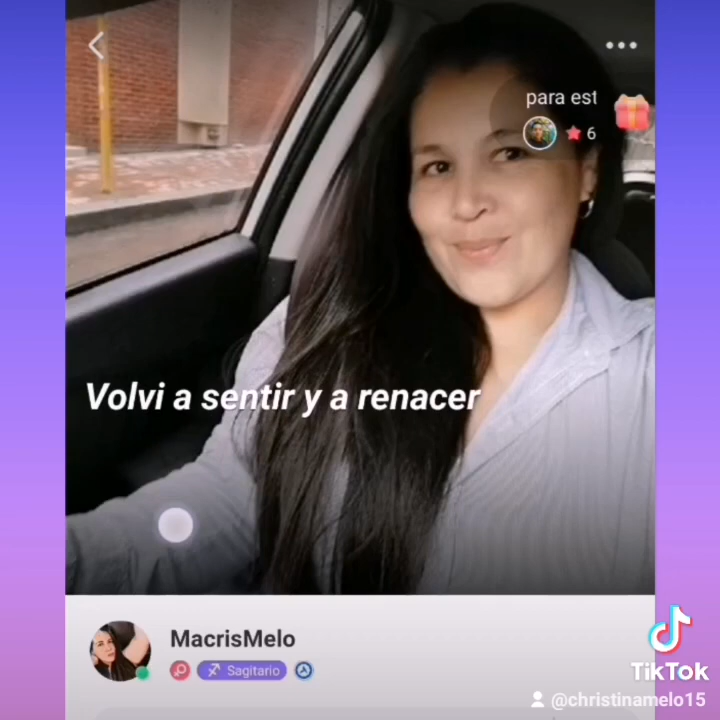 para est
6
Volvi a sentir y a renacer
MacrisMelo
Sagitario
TikTok
@christinamelo15